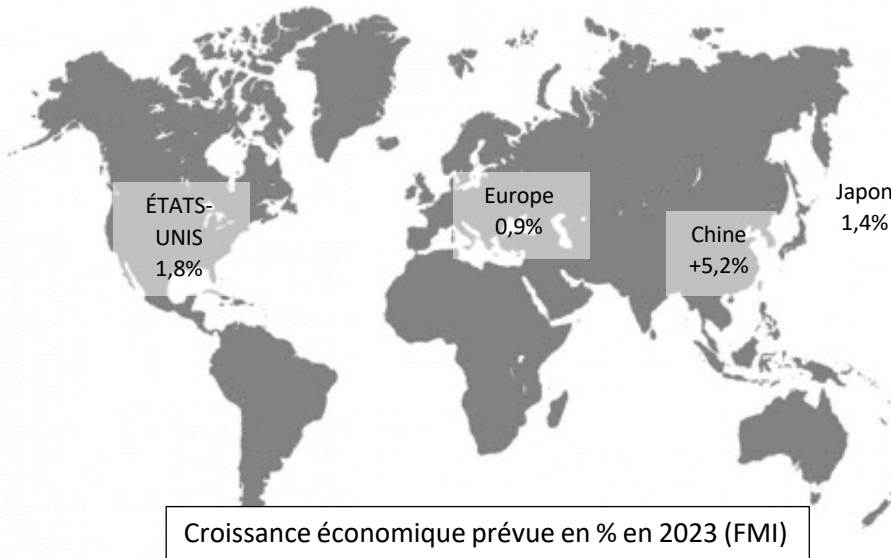 ÉTATS-
UNIS
1,8%
Europe
0,9%
Chine
+5,2%
Japon
1,4%
Croissance économique prévue en % en 2023 (FMI)